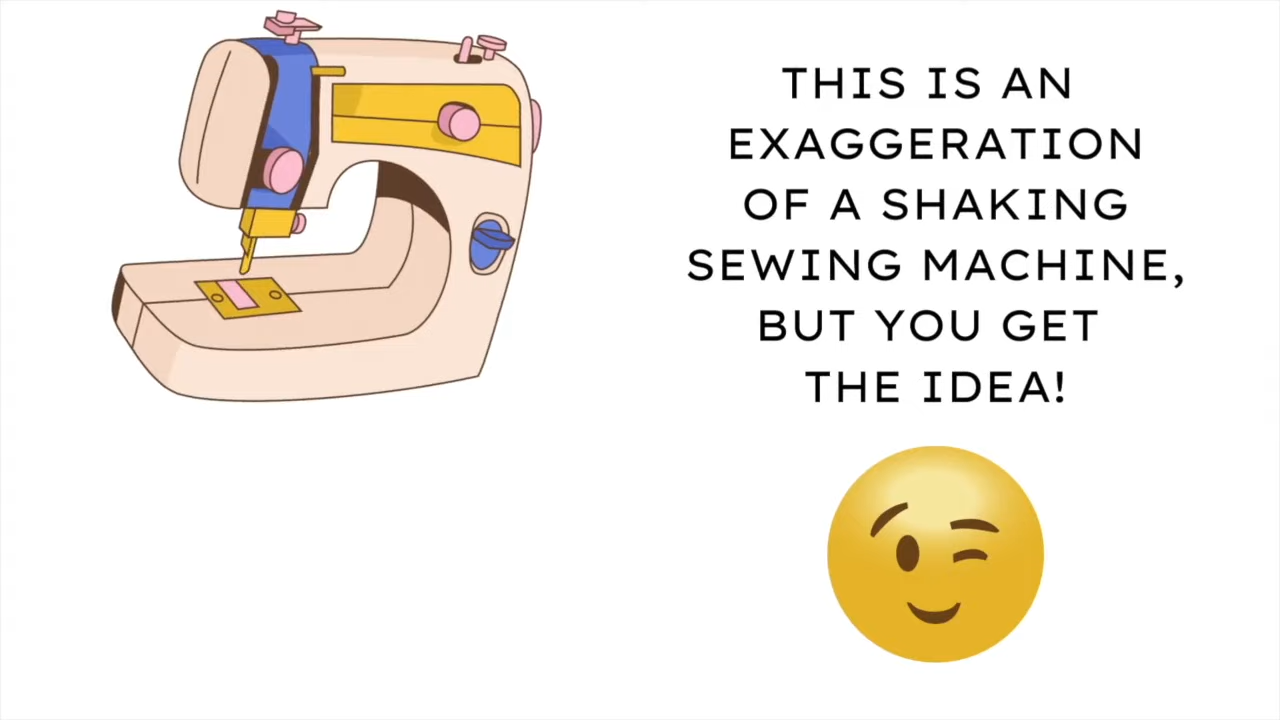 THIS IS AN
EXAGGERATION
OF A SHAKING
SEWING MACHINE,
BUT YOU GET
THE IDEA!